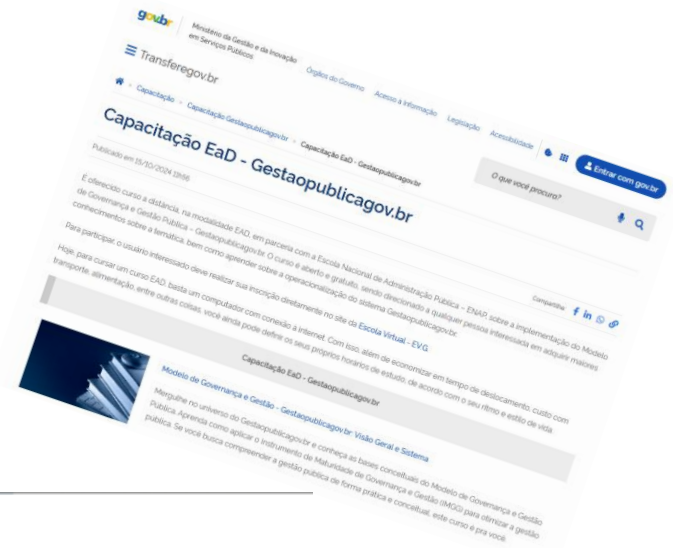 gov.br
Ministério da Gestão e da Inovação
em Serviços Públicos
Órgãos do Governo
Acesso à Informação
Legislação
Acessibilidade
Entrar com gov.br
Transferegov.br
O que você procura?
Capacitação
Capacitação Gestaopublicagov.br
Capacitação EaD - Gestaopublicagov.br
Capacitação EaD - Gestaopublicagov.br
Publicado em 15/10/2024
Compartilhe:
É oferecido curso a distância, na modalidade EAD, em parceria com a Escola Nacional de Administração Pública – ENAP, sobre a implementação do Modelo
de Governança e Gestão Pública – Gestaopublicagov.br. O curso é aberto e gratuito, sendo direcionado a qualquer pessoa interessada em adquirir maiores
conhecimentos sobre a temática, bem como aprender sobre a operacionalização do sistema Gestaopublicagov.br.
Para participar, o usuário interessado deve realizar sua inscrição diretamente no site da Escola Virtual - EV.G.
Hoje, para cursar um curso EAD, basta um computador com conexão a internet. Com isso, além de economizar em tempo de deslocamento, custo com
transporte, alimentação, entre outras coisas, você ainda pode definir os seus próprios horários de estudo, de acordo com o seu ritmo e estilo de vida.
Capacitação EaD - Gestaopublicagov.br
Modelo de Governança e Gestão - Gestaopublicagov.br: Visão Geral e Sistema
Mergulhe no universo do Gestaopublicagov.br e conheça as bases conceituais do Modelo de Governança e Gestão
Pública. Aprenda como aplicar o Instrumento de Maturidade de Governança e Gestão (IMGG) para otimizar a gestão
pública. Se você busca compreender a gestão pública de forma prática e conceitual, este curso é pra você.